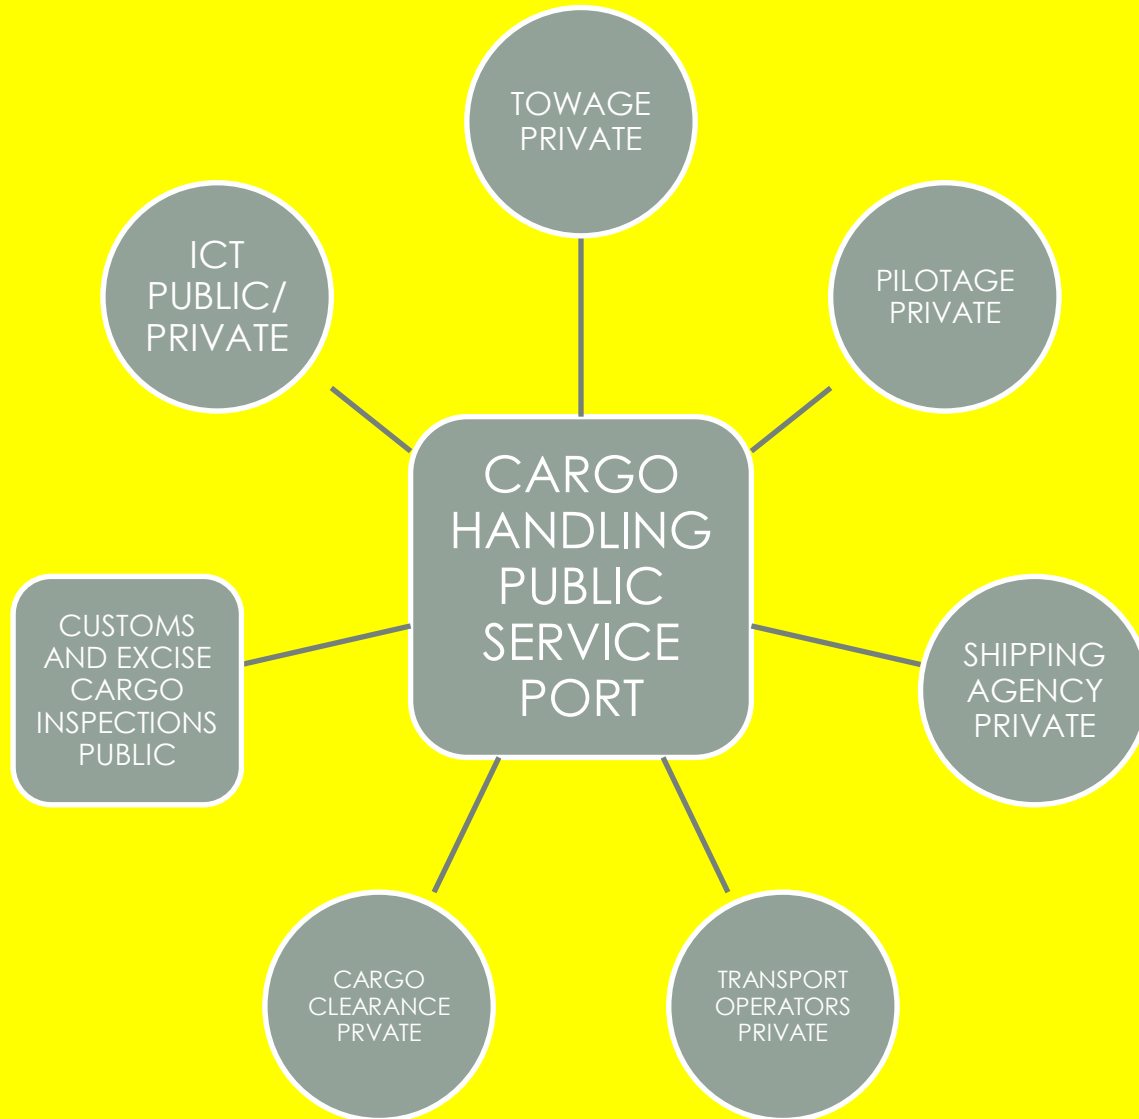 TOWAGE
PRIVATE
ICT
PUBLIC/
PRIVATE
PILOTAGE
PRIVATE
CARGO
HANDLING
PUBLIC
SERVICE
PORT
CUSTOMS
AND EXCISE
CARGO
INSPECTIONS
PUBLIC
SHIPPING
AGENCY
PRIVATE
CARGO
CLEARANCE
PRVATE
TRANSPORT
OPERATORS
PRIVATE